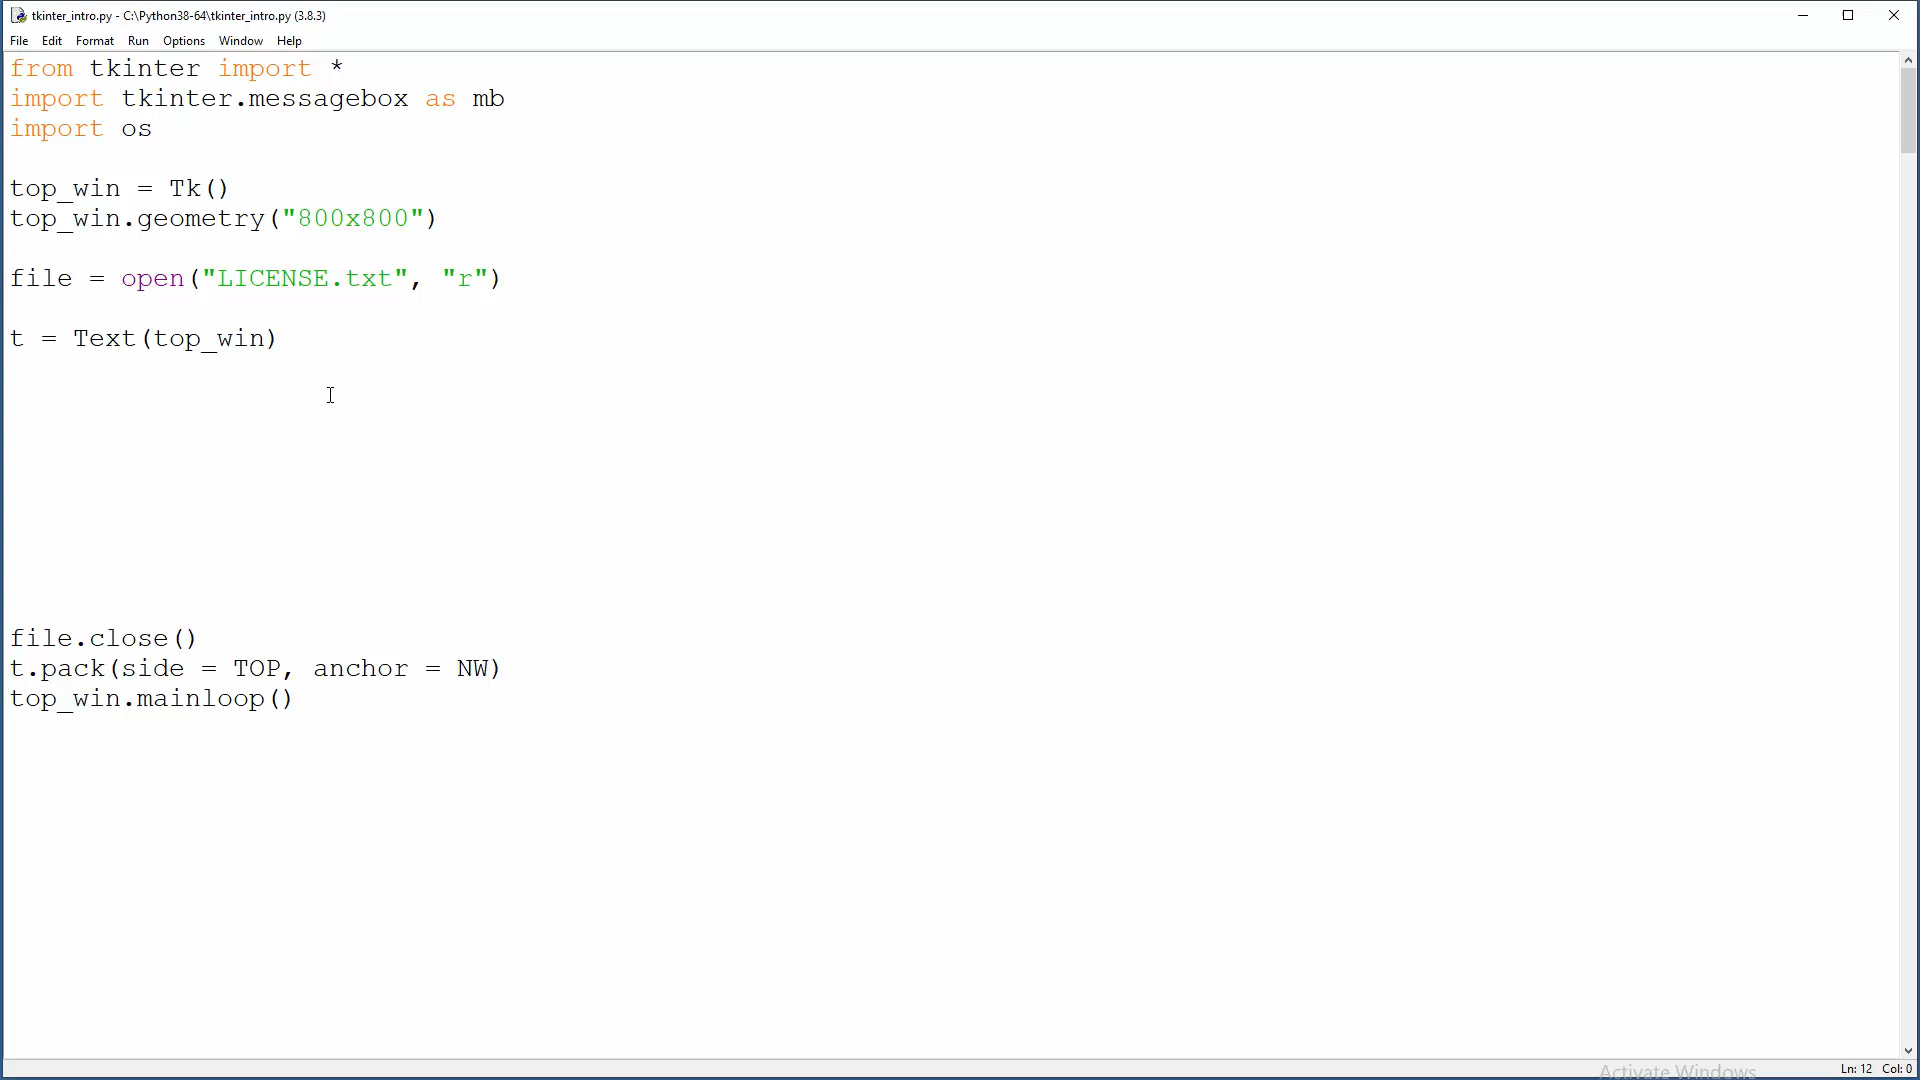 tkinter_intro.py - C:\Python38-64\tkinter_intro.py (3.8.3)
File Edit Format Run Options Window Help
from tkinter import *
import tkinter.messagebox as mb
import os
top_win = Tk()
top_win.geometry("800x800")
file = open("LICENSE.txt", "r")
t = Text(top_win)
file.close()
t.pack(side = TOP, anchor = NW)
top_win.mainloop()
Activate Windows
Ln: 12 Col: 0